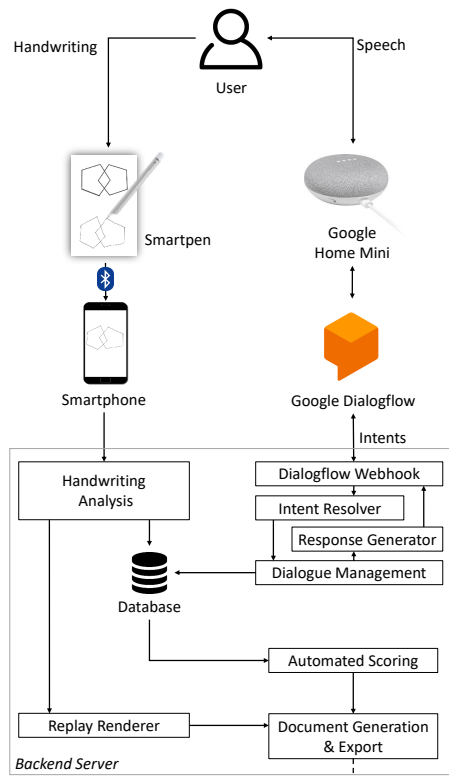 Handwriting
Speech
User
Smartpen
Google
Home Mini
Smartphone
Google Dialogflow
Intents
Handwriting
Analysis
Dialogflow Webhook
Intent Resolver
Response Generator
Dialogue Management
Database
Automated Scoring
Replay Renderer
Document Generation
& Export
Backend Server